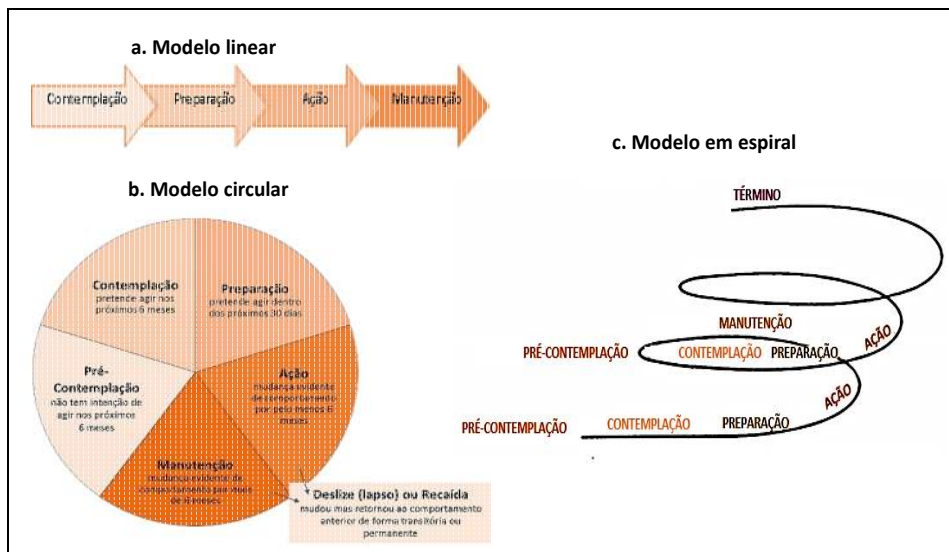 a. Modelo linear
Contemplação
Preparação
Ação
Manutenção
b. Modelo circular
Contemplação
pretende agir nos
próximos 6 meses
Preparação
pretende agir dentro
dos próximos 30 dias
Pré-
Contemplação
não tem intenção de
agir nos próximos
6 meses
Ação
mudança evidente
de comportamento
por pelo menos 6
meses
Manutenção
mudança evidente de
comportamento por mais
de 6 meses
Deslize (lapso) ou Recaída
mudou mas retornou ao comportamento
anterior de forma transitória ou
permanente
c. Modelo em espiral
TÉRMINO
MANUTENÇÃO
PRÉ-CONTEMPLAÇÃO CONTEMPLAÇÃO PREPARAÇÃO AÇÃO
PRÉ-CONTEMPLAÇÃO CONTEMPLAÇÃO PREPARAÇÃO AÇÃO